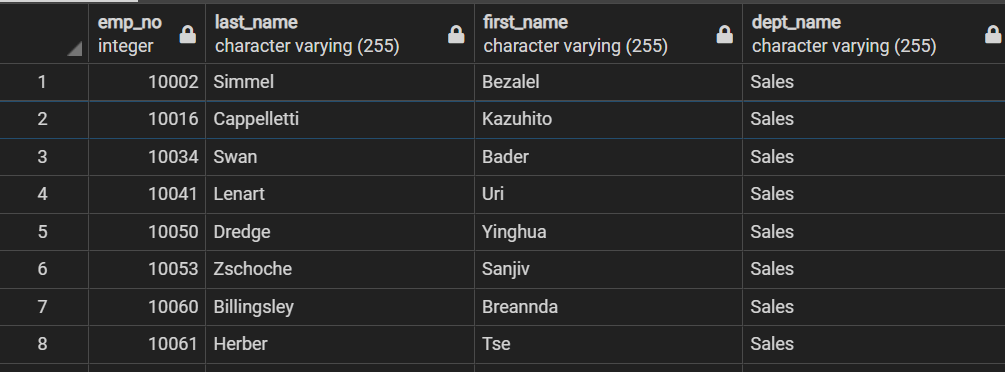 emp_no last_name first_name dept_name
integer character varying (255) character varying (255) character varying (255)
1 10002 Simmel Bezalel Sales
2 10016 Cappelletti Kazuhito Sales
3 10034 Swan Bader Sales
4 10041 Lenart Uri Sales
5 10050 Dredge Yinghua Sales
6 10053 Zschoche Sanjiv Sales
7 10060 Billingsley Breannda Sales
8 10061 Herber Tse Sales